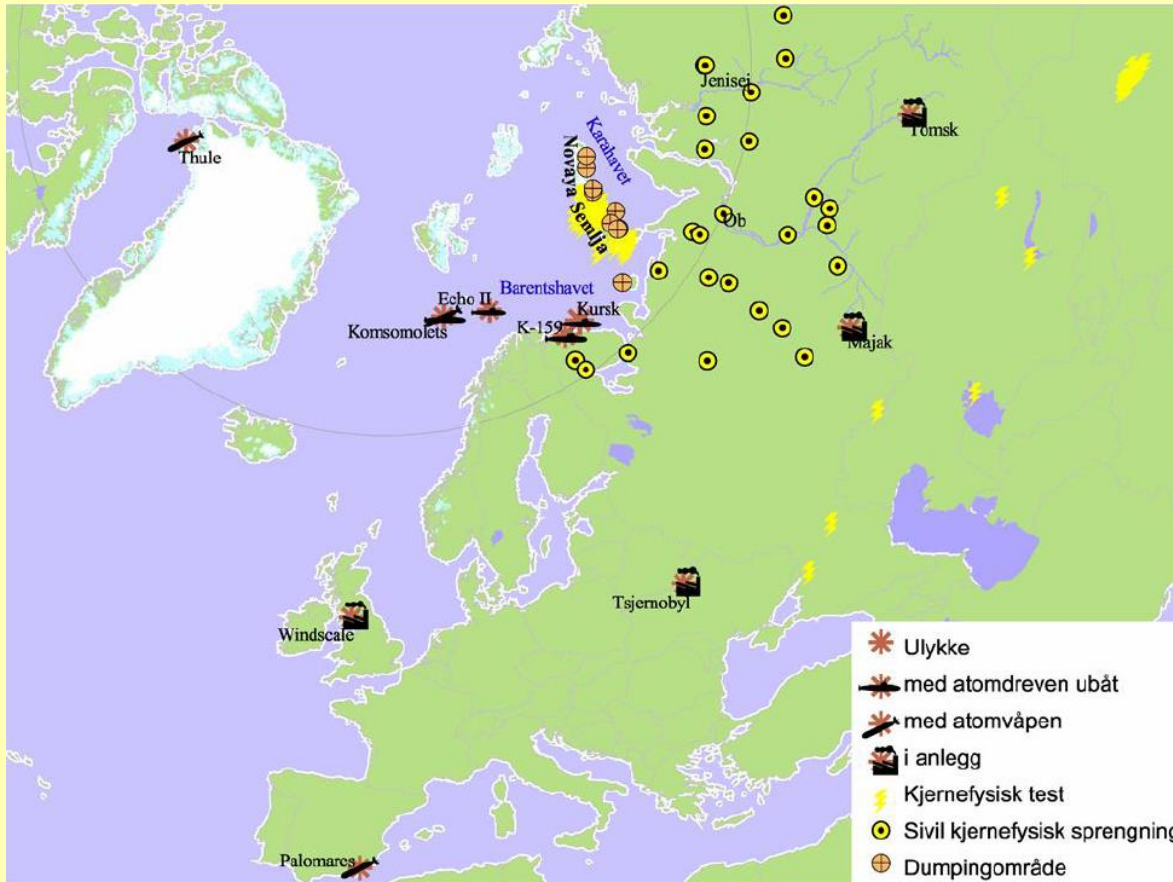 Jenisej
Tomsk
Thule
Karahavet
Novaya Semlja
Ob
Barentshavet
Echo II
Komsomolets
Kursk
K-159
Majak
Tsjernobyl
Windscale
Palomares
Ulykke
med atomdreven ubåt
med atomvåpen
i anlegg
Kjernefysisk test
Sivil kjernefysisk sprengning
Dumpingområde